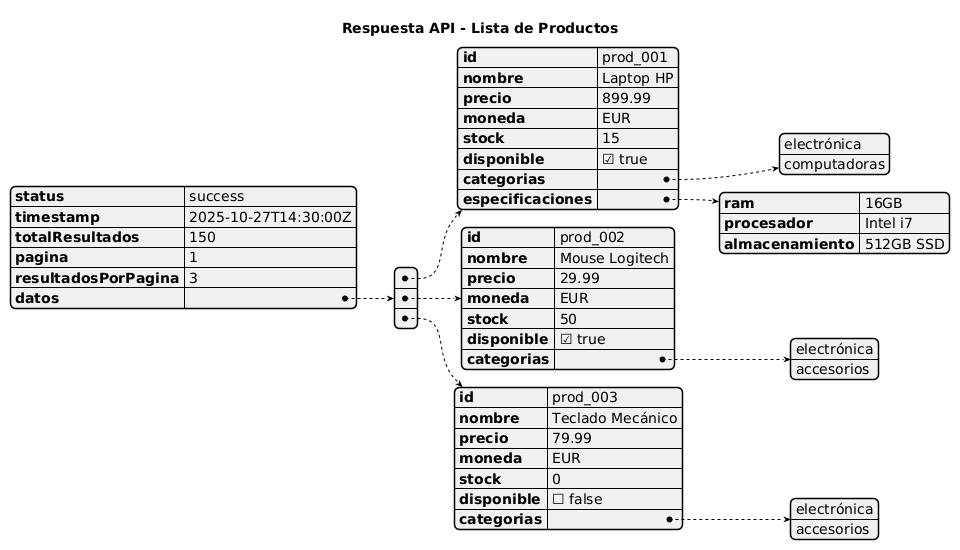 Respuesta API - Lista de Productos
status success
timestamp 2025-10-27T14:30:00Z
totalResultados 150
pagina 1
resultadosPorPagina 3
datos
id prod_001
nombre Laptop HP
precio 899.99
moneda EUR
stock 15
disponible ☑ true
categorias
especificaciones
electrónica
computadoras
ram 16GB
procesador Intel i7
almacenamiento 512GB SSD
id prod_002
nombre Mouse Logitech
precio 29.99
moneda EUR
stock 50
disponible ☑ true
categorias
electrónica
accesorios
id prod_003
nombre Teclado Mecánico
precio 79.99
moneda EUR
stock 0
disponible ☐ false
categorias
electrónica
accesorios